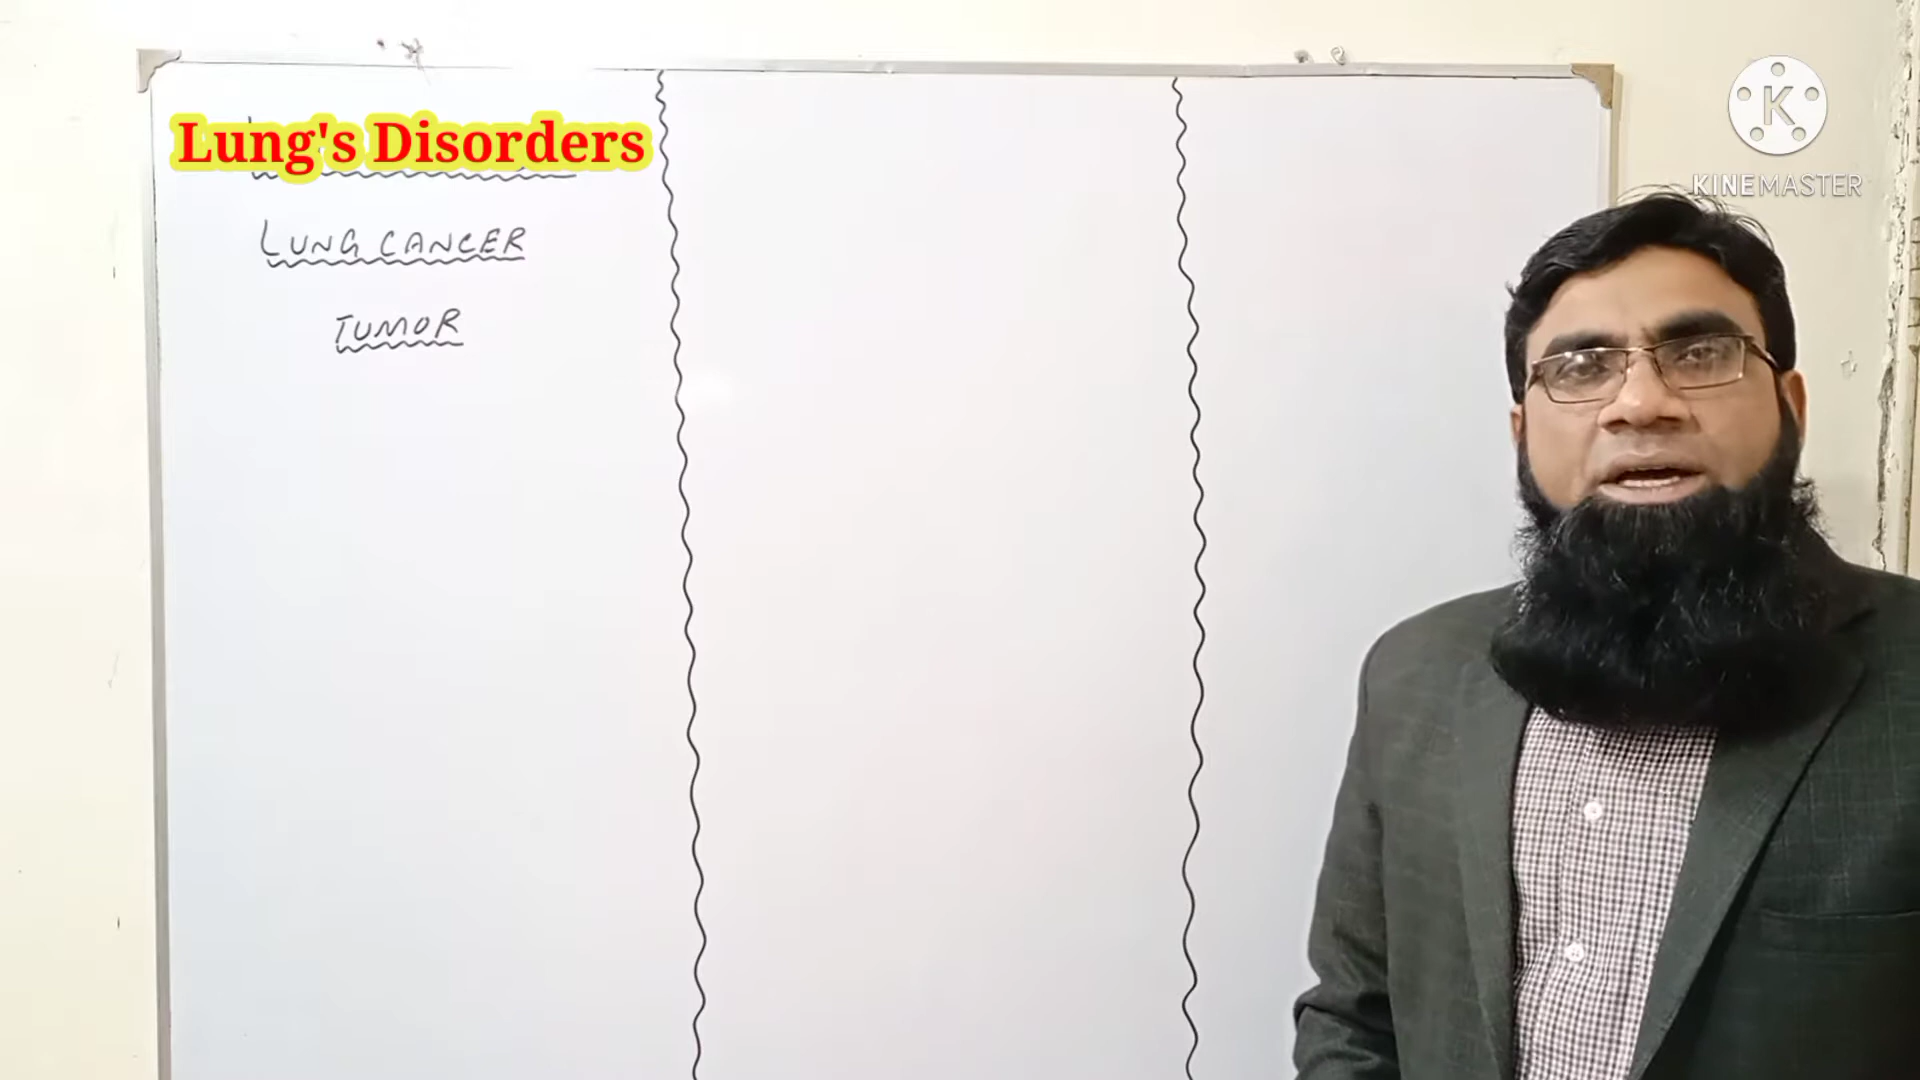 Lung's Disorders
LUNG CANCER
TUMOR
K
KINEMASTER